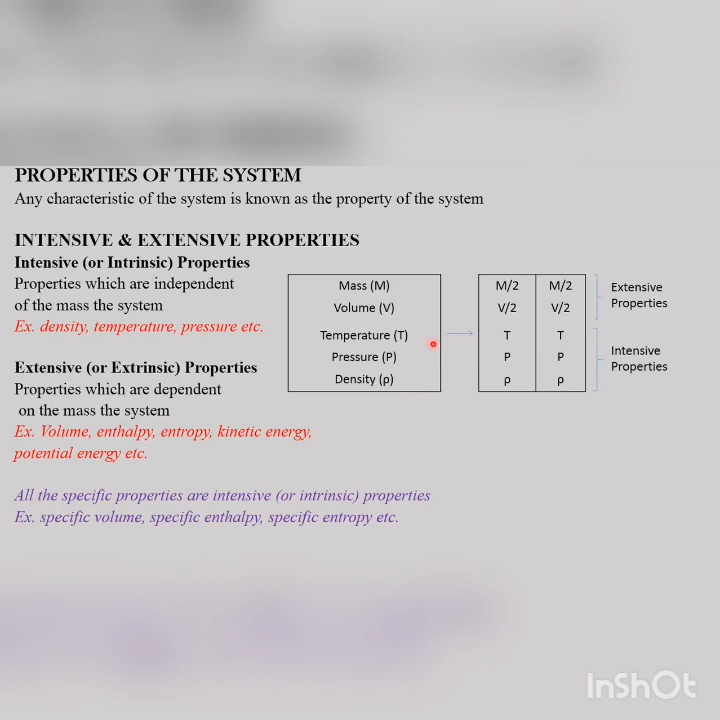 PROPERTIES OF THE SYSTEM
Any characteristic of the system is known as the property of the system
INTENSIVE & EXTENSIVE PROPERTIES
Intensive (or Intrinsic) Properties
Properties which are independent
of the mass the system
Ex. density, temperature, pressure etc.
Extensive (or Extrinsic) Properties
Properties which are dependent
on the mass the system
Ex. Volume, enthalpy, entropy, kinetic energy,
potential energy etc.
All the specific properties are intensive (or intrinsic) properties
Ex. specific volume, specific enthalpy, specific entropy etc.
Mass (M)
Volume (V)
Temperature (T)
Pressure (P)
Density (ρ)
M/2 M/2
V/2 V/2
T T
P P
ρ ρ
Extensive
Properties
Intensive
Properties
InShOt